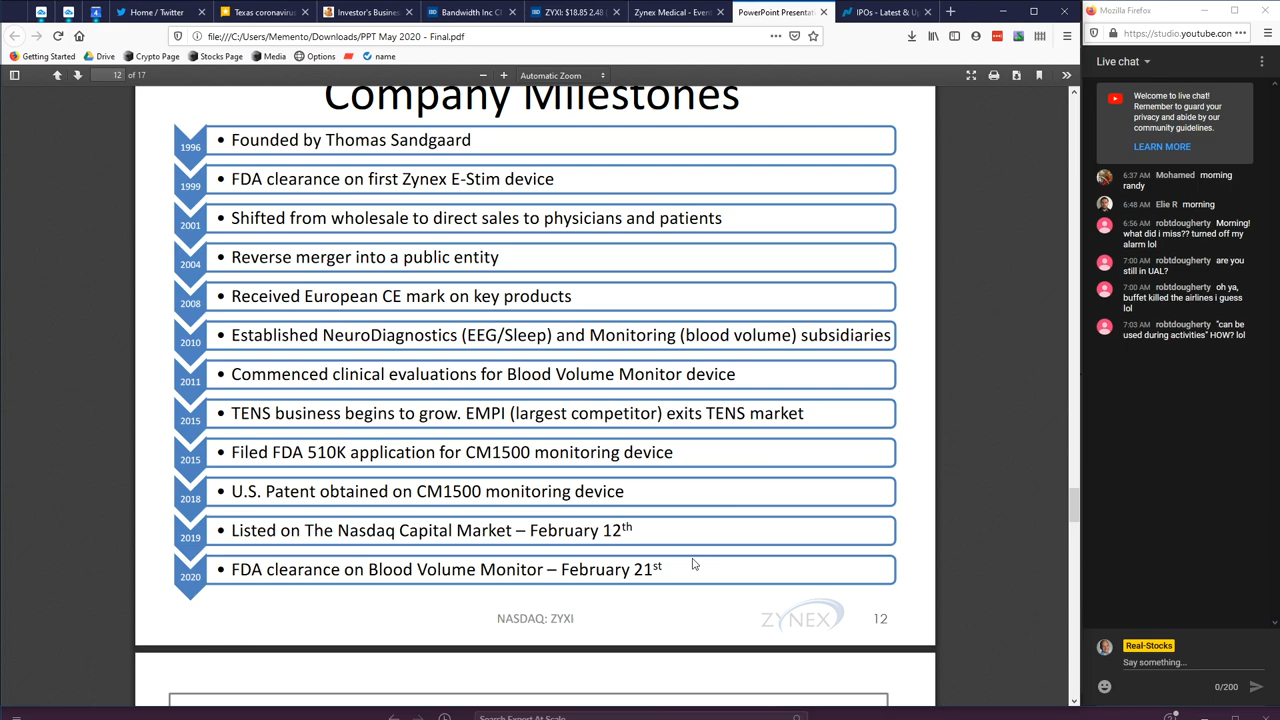 Home / Twitter
Texas coronavirus
Investor's Busines
Bandwidth Inc Cl
ZYXI: $18.85 2.48 (
Zynex Medical - Event
PowerPoint Presentati
IPOs - Latest & Up
file:///C:/Users/Memento/Downloads/PPT May 2020 - Final.pdf
Getting Started
Drive
Crypto Page
Stocks Page
Media
Options
name
12 of 17
Automatic Zoom
Company Milestones
1996 • Founded by Thomas Sandgaard
1999 • FDA clearance on first Zynex E-Stim device
2001 • Shifted from wholesale to direct sales to physicians and patients
2004 • Reverse merger into a public entity
2008 • Received European CE mark on key products
2010 • Established NeuroDiagnostics (EEG/Sleep) and Monitoring (blood volume) subsidiaries
2011 • Commenced clinical evaluations for Blood Volume Monitor device
2015 • TENS business begins to grow. EMPI (largest competitor) exits TENS market
2015 • Filed FDA 510K application for CM1500 monitoring device
2018 • U.S. Patent obtained on CM1500 monitoring device
2019 • Listed on The Nasdaq Capital Market – February 12th
2020 • FDA clearance on Blood Volume Monitor – February 21st
NASDAQ: ZYXI
ZYNEX
12
Search Export At Scale
Mozilla Firefox
https://studio.youtube.con
Live chat
Welcome to live chat!
Remember to guard your
privacy and abide by our
community guidelines.
LEARN MORE
6:37 AM Mohamed morning
randy
6:48 AM Elie R morning
6:56 AM robtdougherty Morning!
what did i miss?? turned off my
alarm lol
7:00 AM robtdougherty are you
still in UAL?
7:00 AM robtdougherty oh ya,
buffet killed the airlines i guess
lol
7:03 AM robtdougherty "can be
used during activities" HOW? lol
Real-Stocks
Say something...
0/200